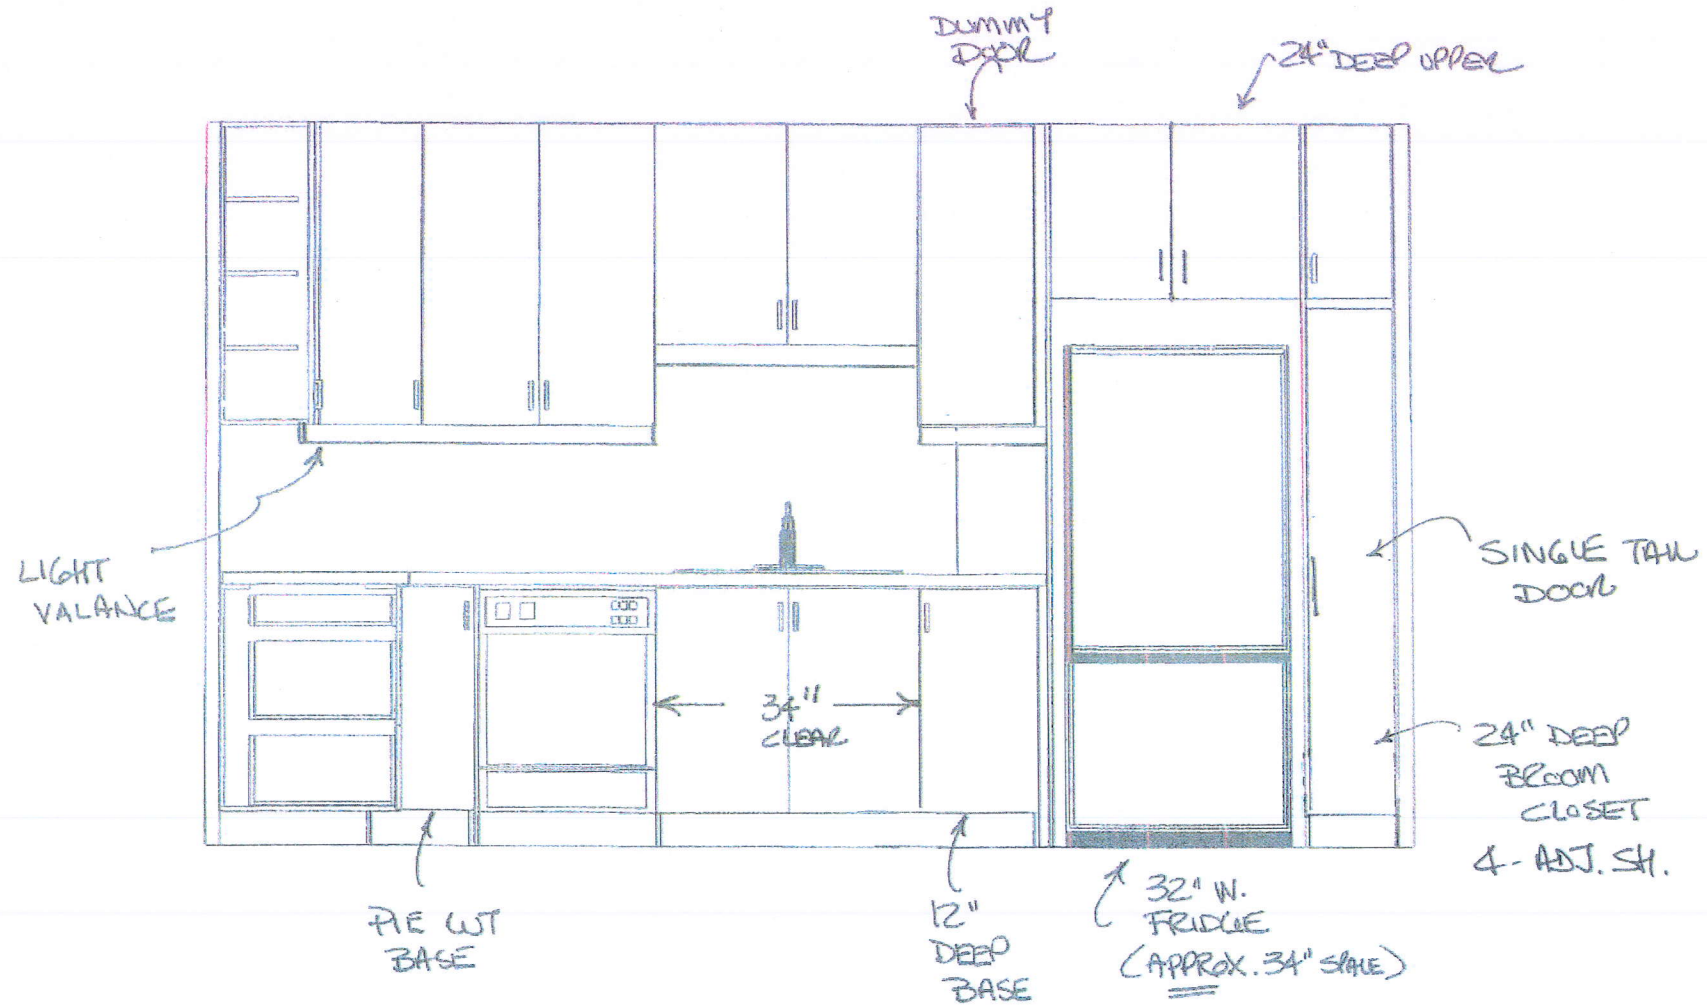 DUMMY
DOOR
24" DEEP UPPER
LIGHT
VALANCE
SINGLE TALL
DOOR
34"
CLEAR
24" DEEP
BROOM
CLOSET
4 - ADJ. SH.
PIE CUT
BASE
12"
DEEP
BASE
32" W.
FRIDGE
(APPROX. 34" SPACE)